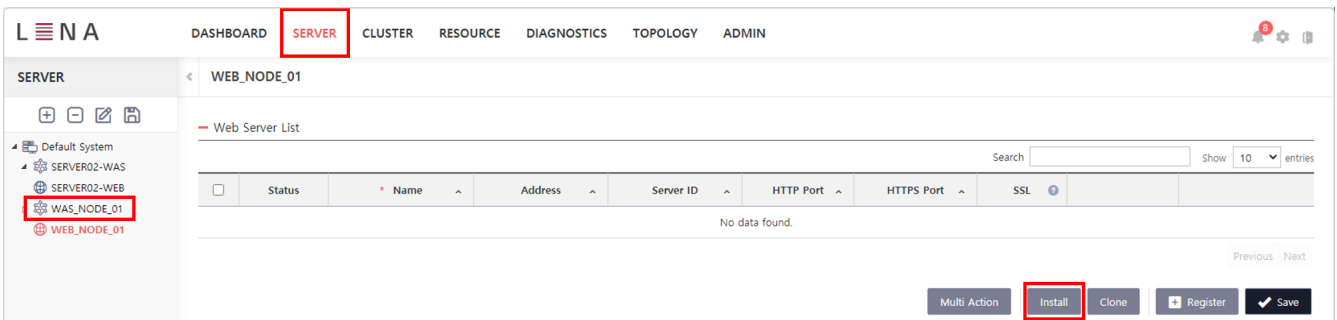 LENA
DASHBOARD SERVER CLUSTER RESOURCE DIAGNOSTICS TOPOLOGY ADMIN
8
SERVER
WEB_NODE_01
Web Server List
Default System
SERVER02-WAS
SERVER02-WEB
WAS_NODE_01
WEB_NODE_01
Search Show 10 entries
Status * Name Address Server ID HTTP Port HTTPS Port SSL ?
No data found.
Previous Next
Multi Action Install Clone Register Save